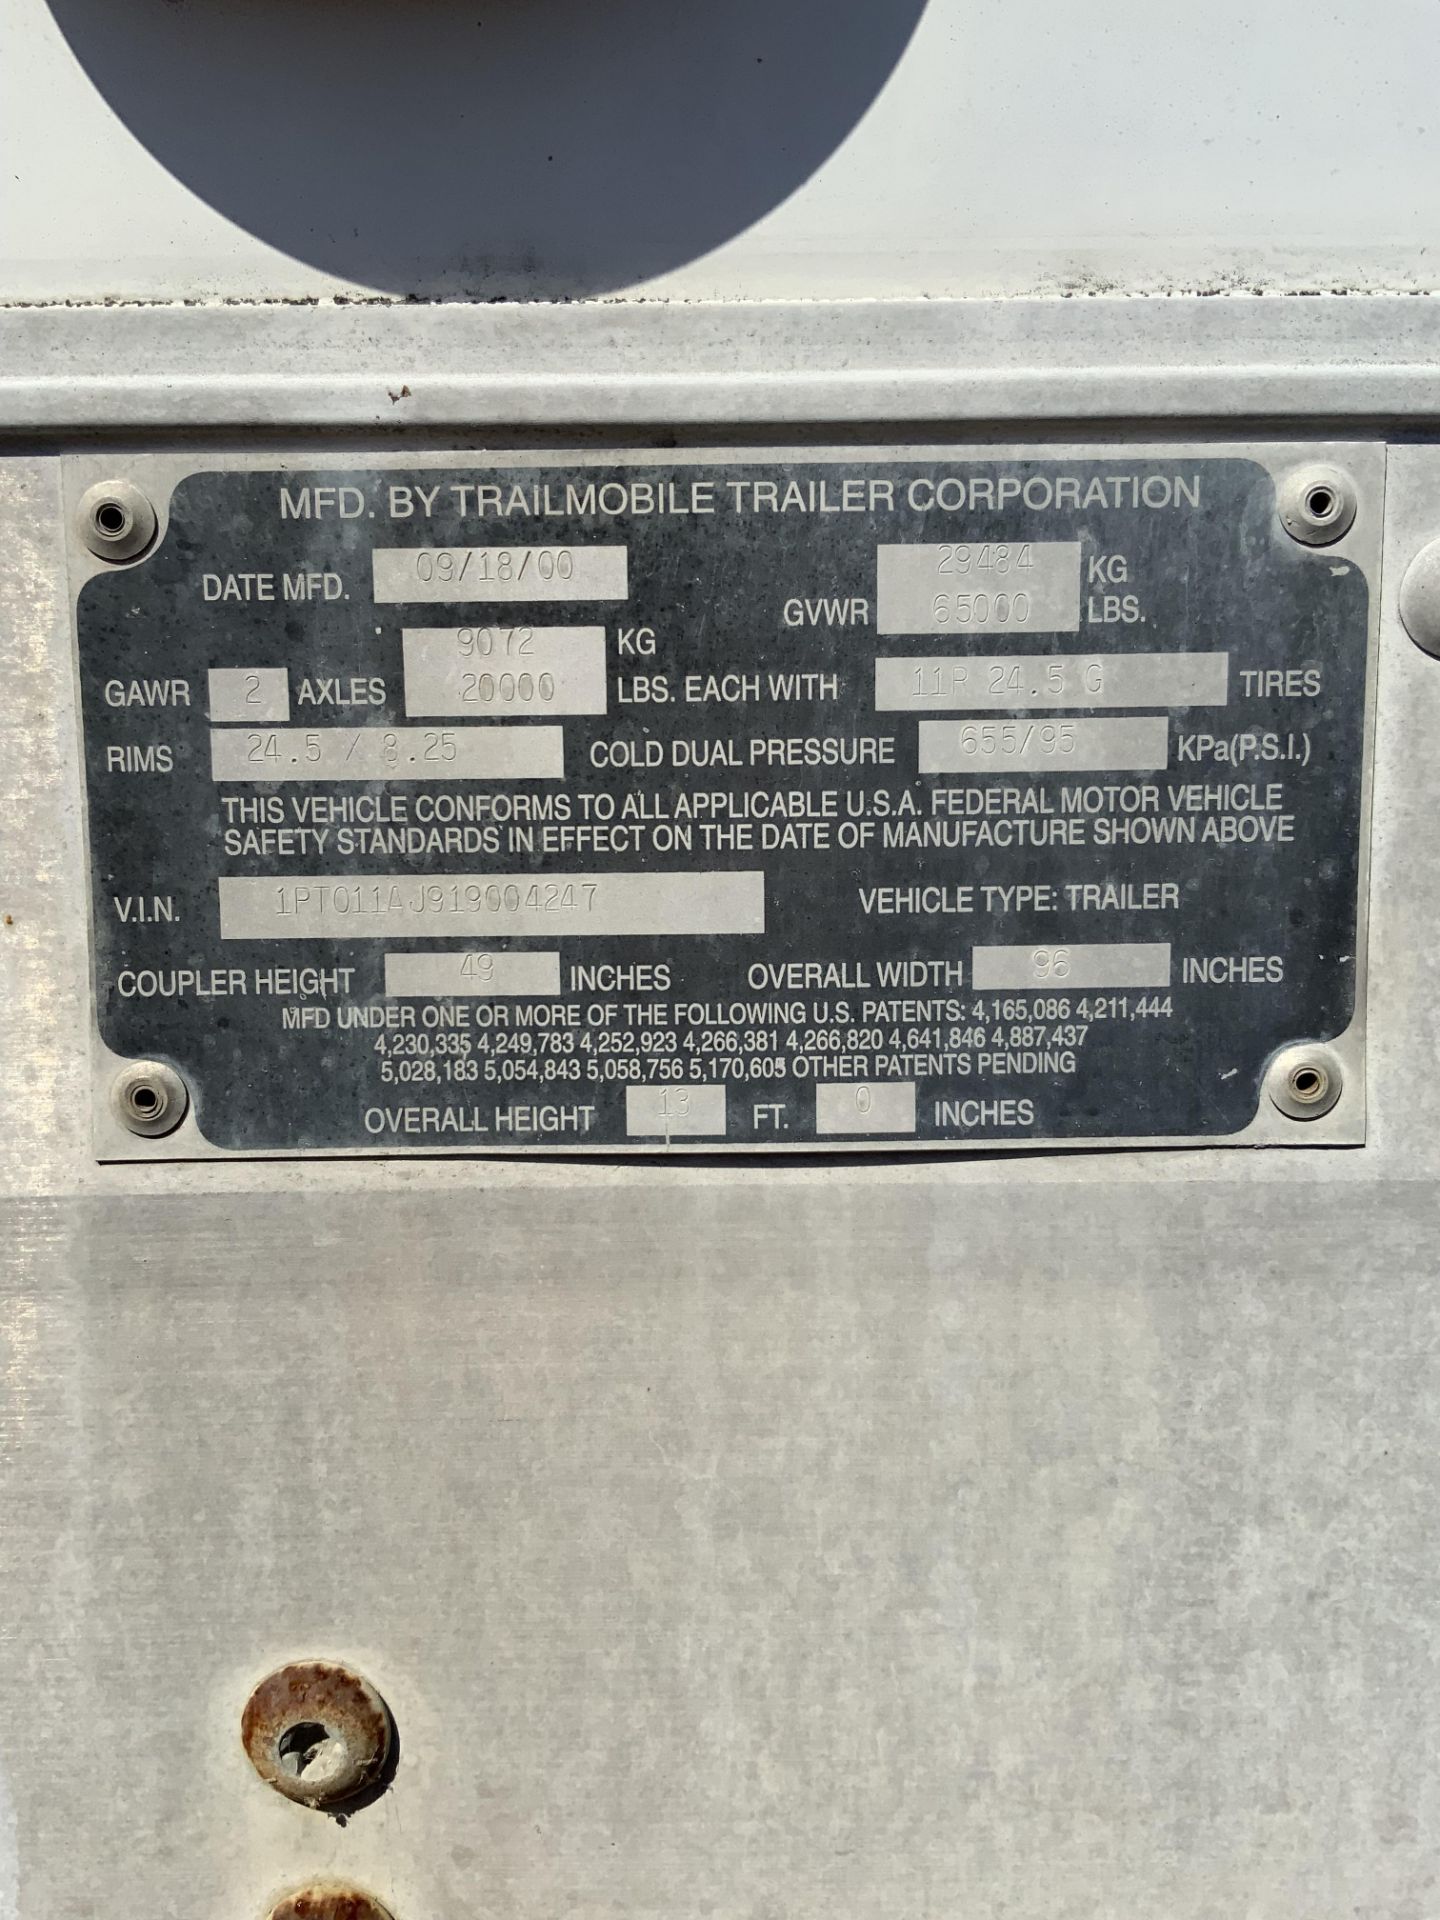 MFD. BY TRAILMOBILE TRAILER CORPORATION
DATE MFD. 09/18/00 GVWR 29484 KG
65000 LBS.
9072 KG
GAWR 2 AXLES 20000 LBS. EACH WITH 11R 24.5 G TIRES
RIMS 24.5 / 8.25 COLD DUAL PRESSURE 655/95 KPa(P.S.I.)
THIS VEHICLE CONFORMS TO ALL APPLICABLE U.S.A. FEDERAL MOTOR VEHICLE
SAFETY STANDARDS IN EFFECT ON THE DATE OF MANUFACTURE SHOWN ABOVE
V.I.N. 1PT011AJ919004247 VEHICLE TYPE: TRAILER
COUPLER HEIGHT 49 INCHES OVERALL WIDTH 96 INCHES
MFD UNDER ONE OR MORE OF THE FOLLOWING U.S. PATENTS: 4,165,086 4,211,444
4,230,335 4,249,783 4,252,923 4,266,381 4,266,820 4,641,846 4,887,437
5,028,183 5,054,843 5,058,756 5,170,605 OTHER PATENTS PENDING
OVERALL HEIGHT 13 FT. 0 INCHES